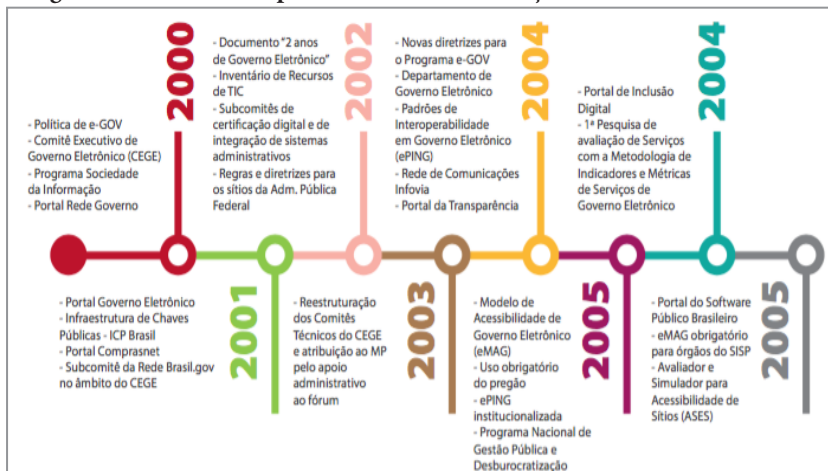 2000
- Política de e-GOV
- Comitê Executivo de
Governo Eletrônico (CEGE)
- Programa Sociedade
da Informação
- Portal Rede Governo
2001
- Portal Governo Eletrônico
- Infraestrutura de Chaves
Públicas - ICP Brasil
- Portal Comprasnet
- Subcomitê da Rede Brasil.gov
no âmbito do CEGE
2002
- Documento "2 anos
de Governo Eletrônico"
- Inventário de Recursos
de TIC
- Subcomitês de
certificação digital e de
integração de sistemas
administrativos
- Regras e diretrizes para
os sítios da Adm. Pública
Federal
2003
- Reestruturação
dos Comitês
Técnicos do CEGE
e atribuição ao MP
pelo apoio
administrativo
ao fórum
2004
- Novas diretrizes para
o Programa e-GOV
- Departamento de
Governo Eletrônico
- Padrões de
Interoperabilidade
em Governo Eletrônico
(ePING)
- Rede de Comunicações
Infovia
- Portal da Transparência
2005
- Modelo de
Acessibilidade de
Governo Eletrônico
(eMAG)
- Uso obrigatório
do pregão
- ePING
institucionalizada
- Programa Nacional de
Gestão Pública e
Desburocratização
2004
- Portal de Inclusão
Digital
- 1ª Pesquisa de
avaliação de Serviços
com a Metodologia de
Indicadores e Métricas
de Serviços de
Governo Eletrônico
2005
- Portal do Software
Público Brasileiro
- eMAG obrigatório
para órgãos do SISP
- Avaliador e
Simulador para
Acessibilidade de
Sítios (ASES)